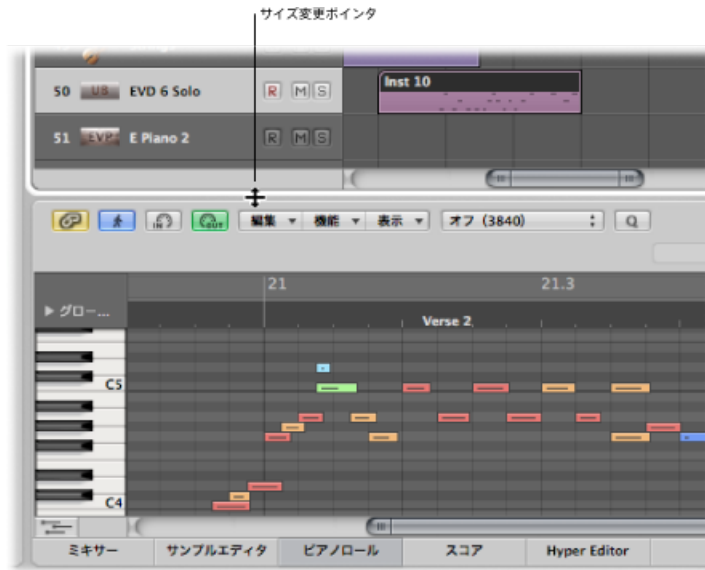 サイズ変更ポインタ
50 EVD 6 Solo R M S
Inst 10
51 EVP E Piano 2 R M S
IN OUT 編集 機能 表示 オフ (3840) Q
21 21.3
グロー...
Verse 2
C5
C4
ミキサー サンプルエディタ ピアノロール スコア Hyper Editor